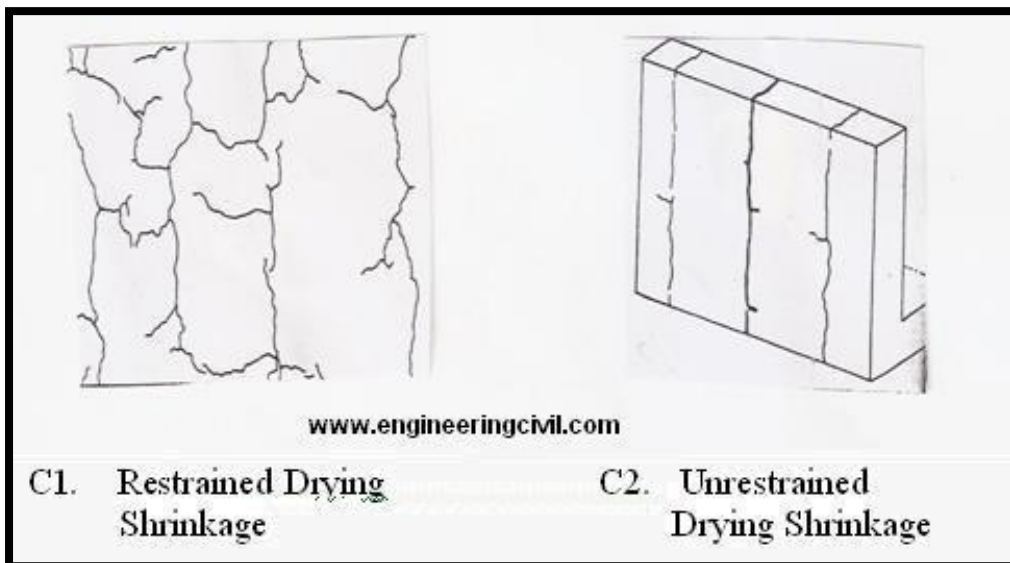 www.engineeringcivil.com
C1. Restrained Drying
Shrinkage
C2. Unrestrained
Drying Shrinkage